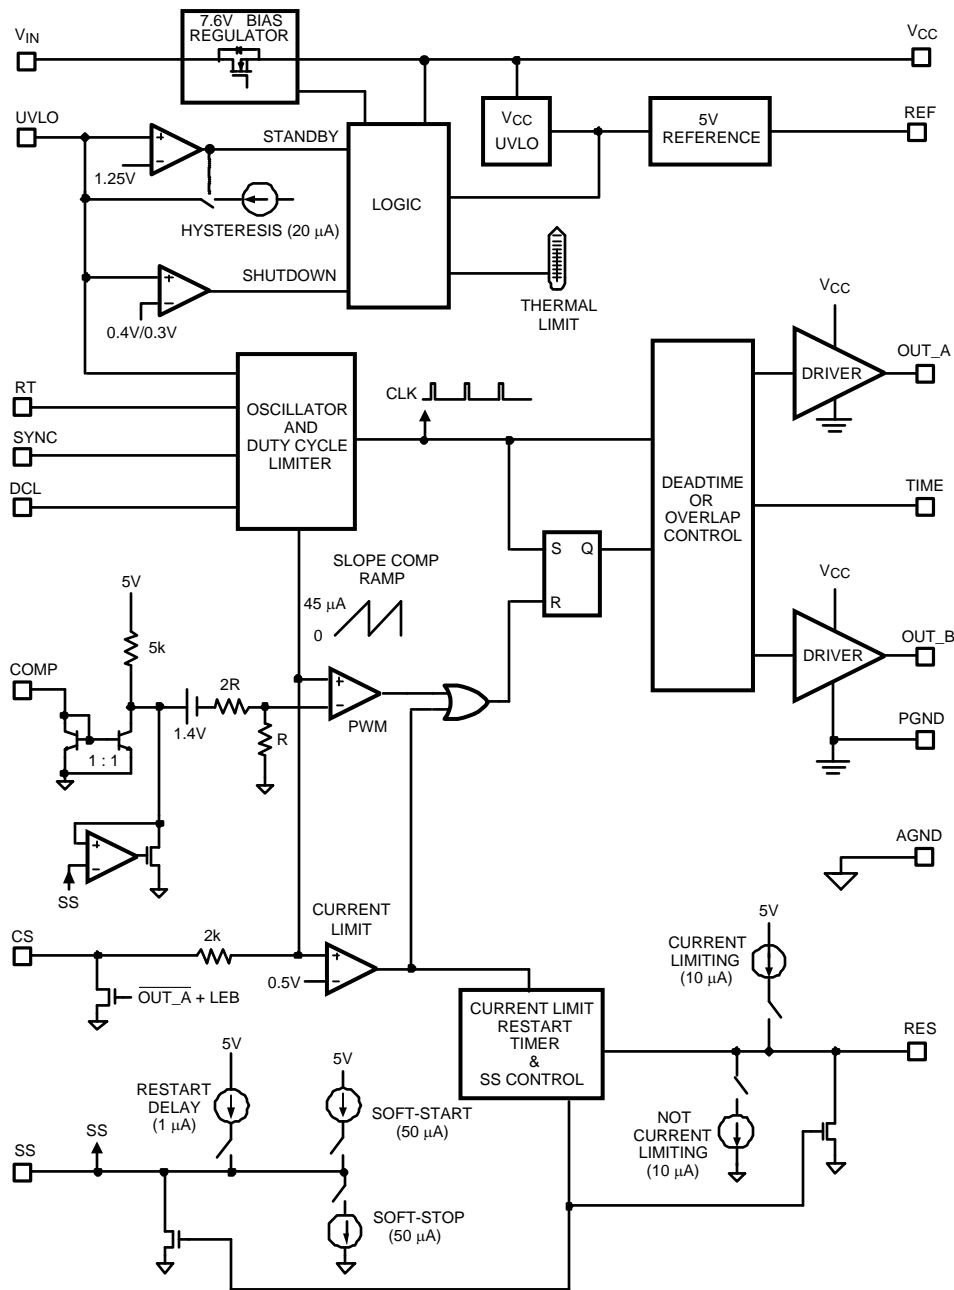 7.6V BIAS
REGULATOR
VIN
VCC
UVLO
STANDBY
1.25V
HYSTERESIS (20 μA)
SHUTDOWN
0.4V/0.3V
LOGIC
VCC
UVLO
5V
REFERENCE
REF
THERMAL
LIMIT
VCC
DRIVER
OUT_A
RT
SYNC
DCL
OSCILLATOR
AND
DUTY CYCLE
LIMITER
CLK
DEADTIME
OR
OVERLAP
CONTROL
TIME
S Q
R
SLOPE COMP
RAMP
45 μA
0
5V
5k
COMP
1.4V
2R
R
1 : 1
PWM
VCC
DRIVER
OUT_B
PGND
AGND
SS
CS
2k
CURRENT
LIMIT
0.5V
OUT_A + LEB
CURRENT LIMIT
RESTART
TIMER
&
SS CONTROL
5V
CURRENT
LIMITING
(10 μA)
RES
NOT
CURRENT
LIMITING
(10 μA)
5V
RESTART
DELAY
(1 μA)
5V
SOFT-START
(50 μA)
SS
SS
SOFT-STOP
(50 μA)